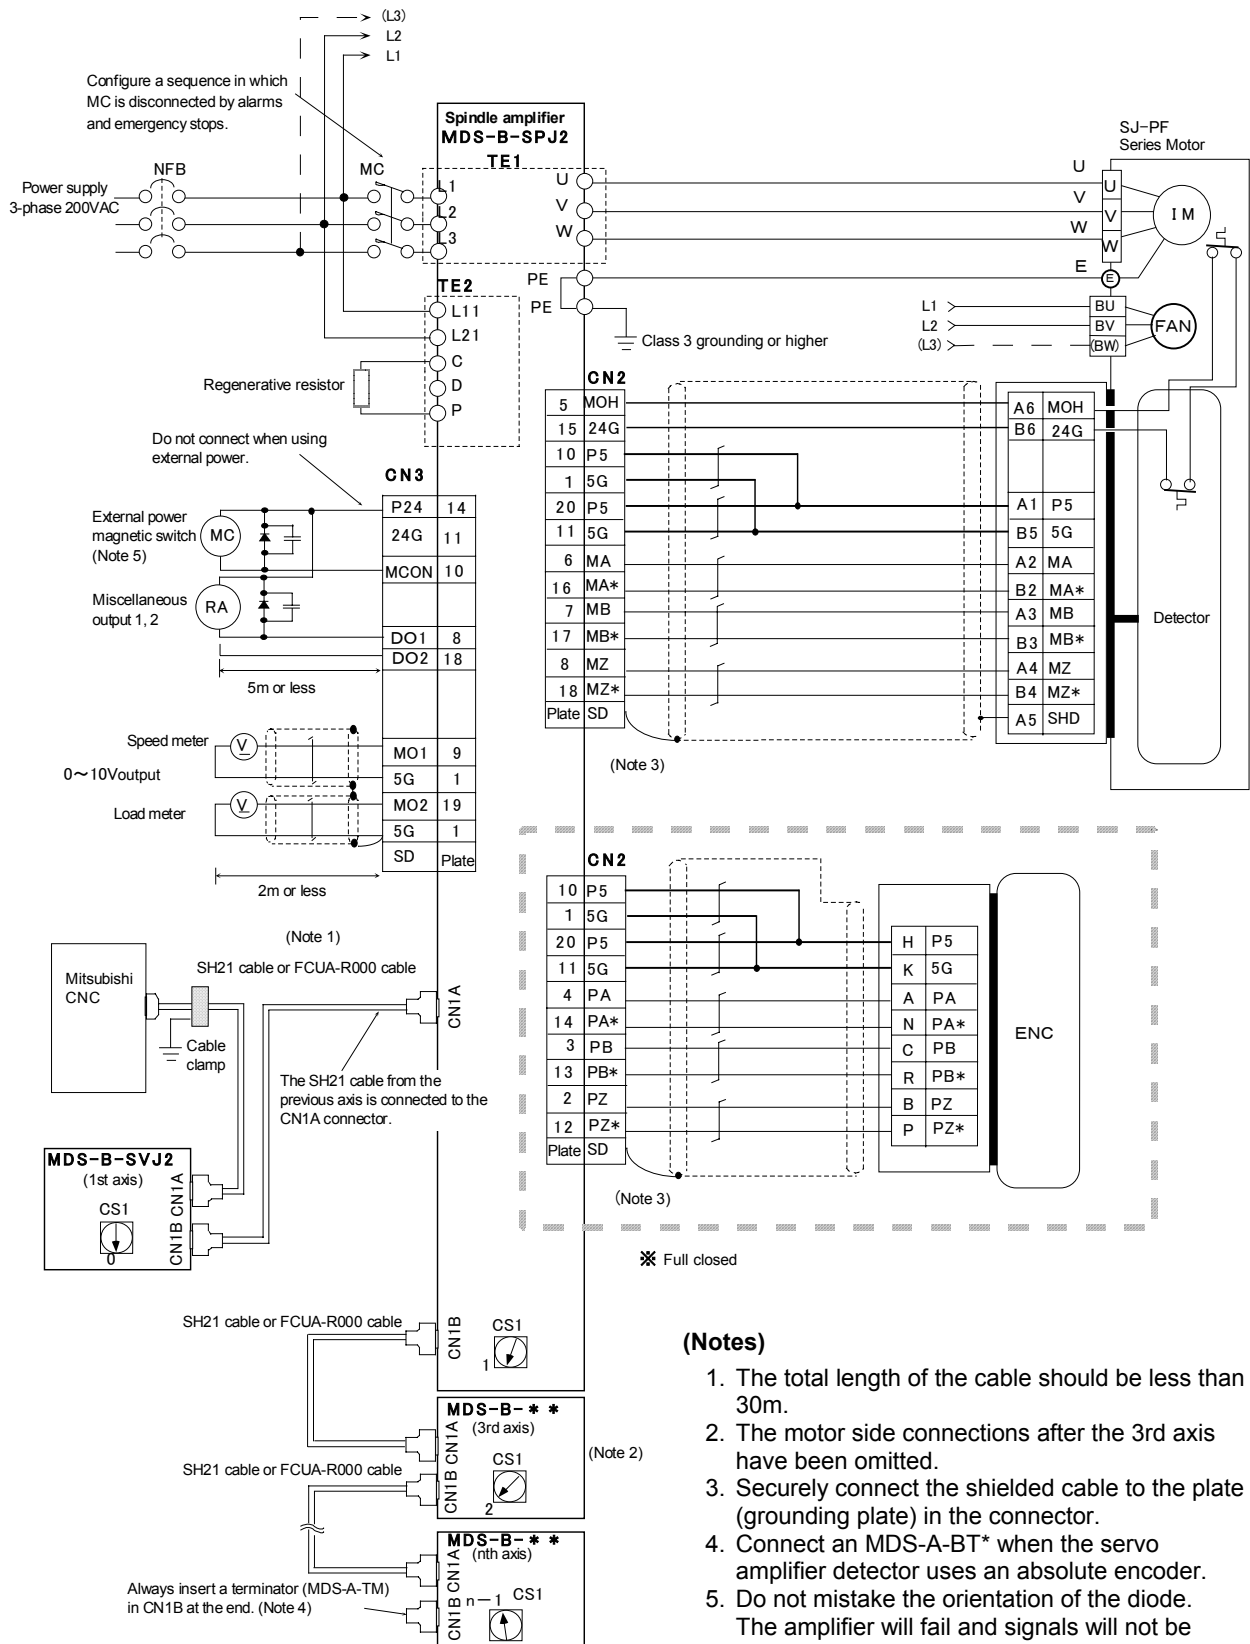 (L3)
L2
L1
Configure a sequence in which
MC is disconnected by alarms
and emergency stops.
Spindle amplifier
MDS-B-SPJ2
TE1
SJ-PF
Series Motor
Power supply
3-phase 200VAC
NFB
MC
L1
L2
L3
U
V
W
U
V
W
U
V
W
IM
E
E
PE
PE
Class 3 grounding or higher
L1
L2
(L3)
BU
BV
(BW)
FAN
TE2
L11
L21
C
D
P
Regenerative resistor
Do not connect when using
external power.
CN3
P24 14
24G 11
MCON 10
DO1 8
DO2 18
MO1 9
5G 1
MO2 19
5G 1
SD Plate
External power
magnetic switch
(Note 5)
MC
Miscellaneous
output 1, 2
RA
5m or less
Speed meter
V
0~10Voutput
Load meter
V
2m or less
CN2
5 MOH
15 24G
10 P5
1 5G
20 P5
11 5G
6 MA
16 MA*
7 MB
17 MB*
8 MZ
18 MZ*
Plate SD
(Note 3)
A6 MOH
B6 24G
A1 P5
B5 5G
A2 MA
B2 MA*
A3 MB
B3 MB*
A4 MZ
B4 MZ*
A5 SHD
Detector
CN2
10 P5
1 5G
20 P5
11 5G
4 PA
14 PA*
3 PB
13 PB*
2 PZ
12 PZ*
Plate SD
(Note 3)
H P5
K 5G
A PA
N PA*
C PB
R PB*
B PZ
P PZ*
ENC
※ Full closed
(Note 1)
SH21 cable or FCUA-R000 cable
Mitsubishi
CNC
Cable
clamp
CN1A
The SH21 cable from the
previous axis is connected to the
CN1A connector.
MDS-B-SVJ2
(1st axis)
CS1
0
CN1A
CN1B
SH21 cable or FCUA-R000 cable
CN1B
CS1
1
MDS-B-**
(3rd axis)
CN1A
CS1
2
CN1B
(Note 2)
SH21 cable or FCUA-R000 cable
MDS-B-**
(nth axis)
CN1A
n-1 CS1
CN1B
Always insert a terminator (MDS-A-TM)
in CN1B at the end. (Note 4)
(Notes)
1. The total length of the cable should be less than
30m.
2. The motor side connections after the 3rd axis
have been omitted.
3. Securely connect the shielded cable to the plate
(grounding plate) in the connector.
4. Connect an MDS-A-BT* when the servo
amplifier detector uses an absolute encoder.
5. Do not mistake the orientation of the diode.
The amplifier will fail and signals will not be